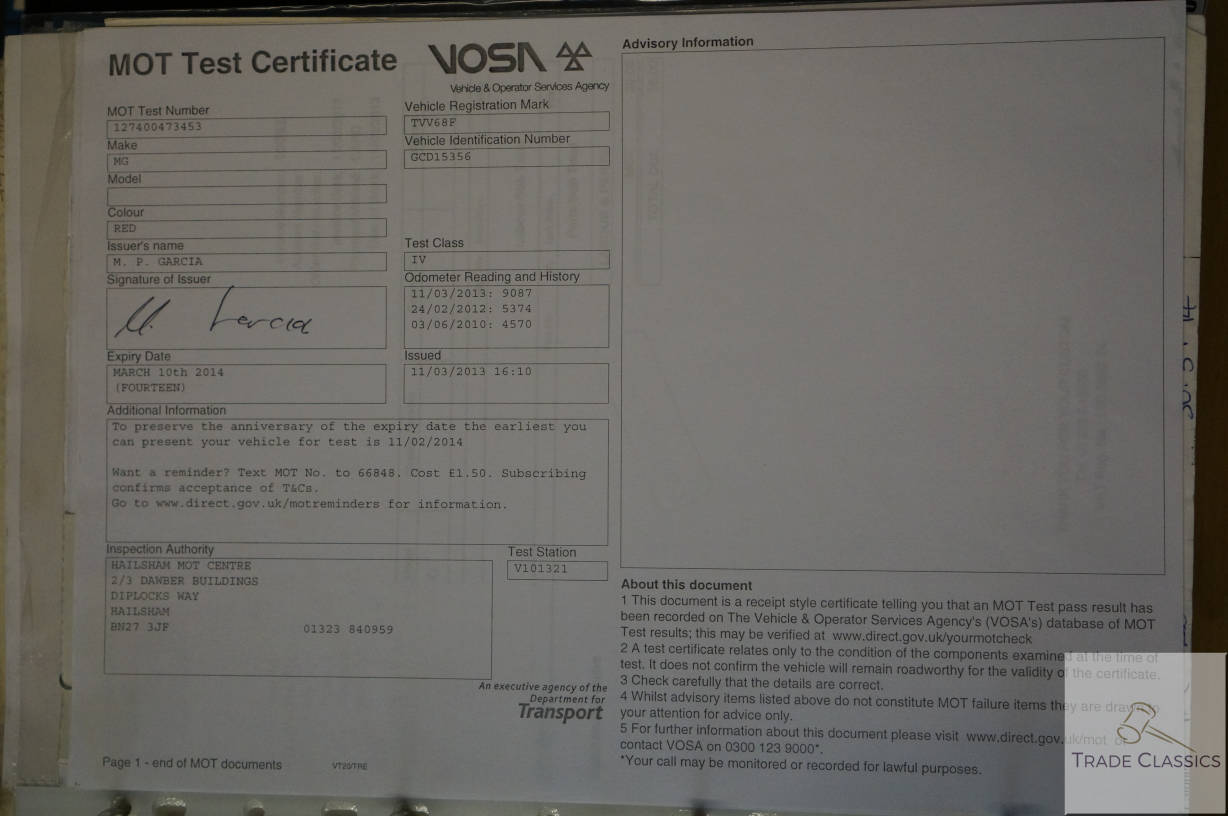 MOT Test Certificate
VOSA
Vehicle & Operator Services Agency
MOT Test Number
127400473453
Make
MG
Model
Colour
RED
Issuer's name
M. P. GARCIA
Signature of Issuer
M. Garcia
Expiry Date
MARCH 10th 2014
(FOURTEEN)
Vehicle Registration Mark
TVV68F
Vehicle Identification Number
GCD15356
Test Class
IV
Odometer Reading and History
11/03/2013: 9087
24/02/2012: 5374
03/06/2010: 4570
Issued
11/03/2013 16:10
Additional Information
To preserve the anniversary of the expiry date the earliest you
can present your vehicle for test is 11/02/2014
Want a reminder? Text MOT No. to 66848. Cost £1.50. Subscribing
confirms acceptance of T&Cs.
Go to www.direct.gov.uk/motreminders for information.
Inspection Authority
HAILSHAM MOT CENTRE
2/3 DAWBER BUILDINGS
DIPLOCKS WAY
HAILSHAM
BN27 3JF 01323 840959
Test Station
V101321
An executive agency of the
Department for
Transport
Page 1 - end of MOT documents
VT20/TRE
Advisory Information
About this document
1 This document is a receipt style certificate telling you that an MOT Test pass result has
been recorded on The Vehicle & Operator Services Agency's (VOSA's) database of MOT
Test results; this may be verified at www.direct.gov.uk/yourmotcheck
2 A test certificate relates only to the condition of the components examined at the time of
test. It does not confirm the vehicle will remain roadworthy for the validity of the certificate.
3 Check carefully that the details are correct.
4 Whilst advisory items listed above do not constitute MOT failure items they are drawn to
your attention for advice only.
5 For further information about this document please visit www.direct.gov.uk/mot or
contact VOSA on 0300 123 9000*.
*Your call may be monitored or recorded for lawful purposes.
TRADE CLASSICS